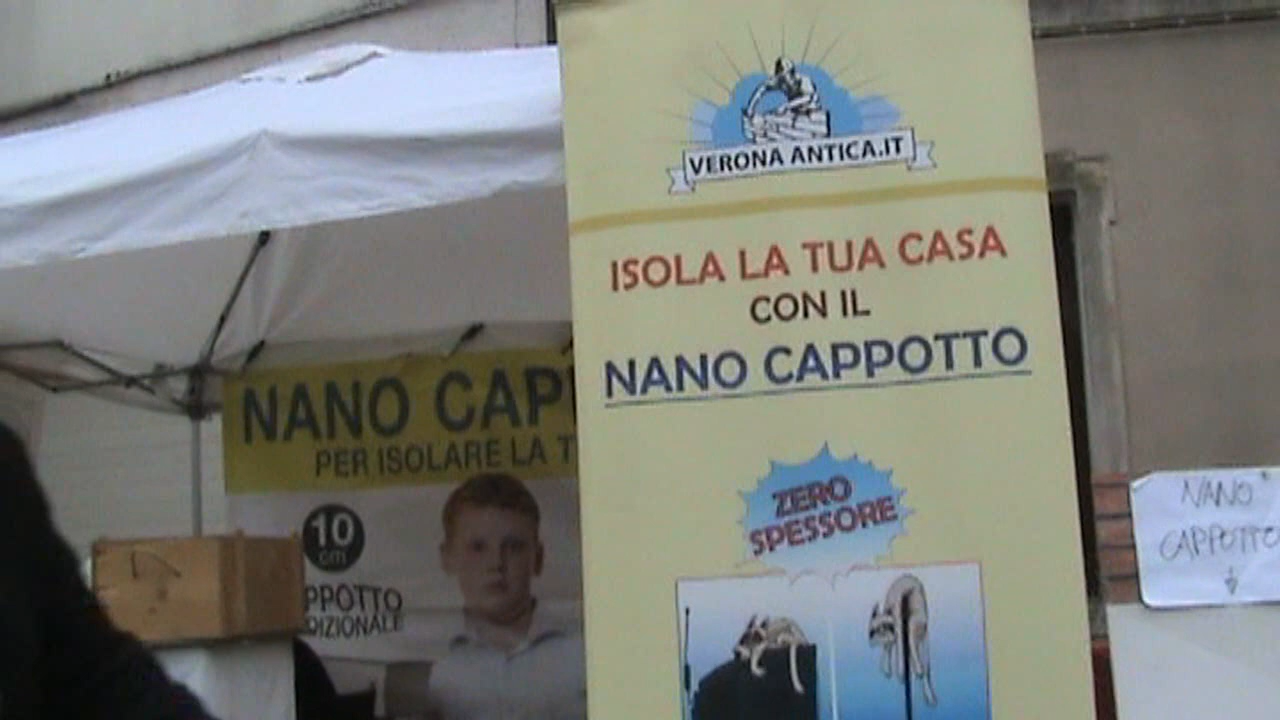 VERONA ANTICA.IT
ISOLA LA TUA CASA
CON IL
NANO CAPPOTTO
ZERO
SPESSORE
NANO CAP
PER ISOLARE LA T
10
cm
PPOTTO
DIZIONALE
NANO
CAPPOTTO